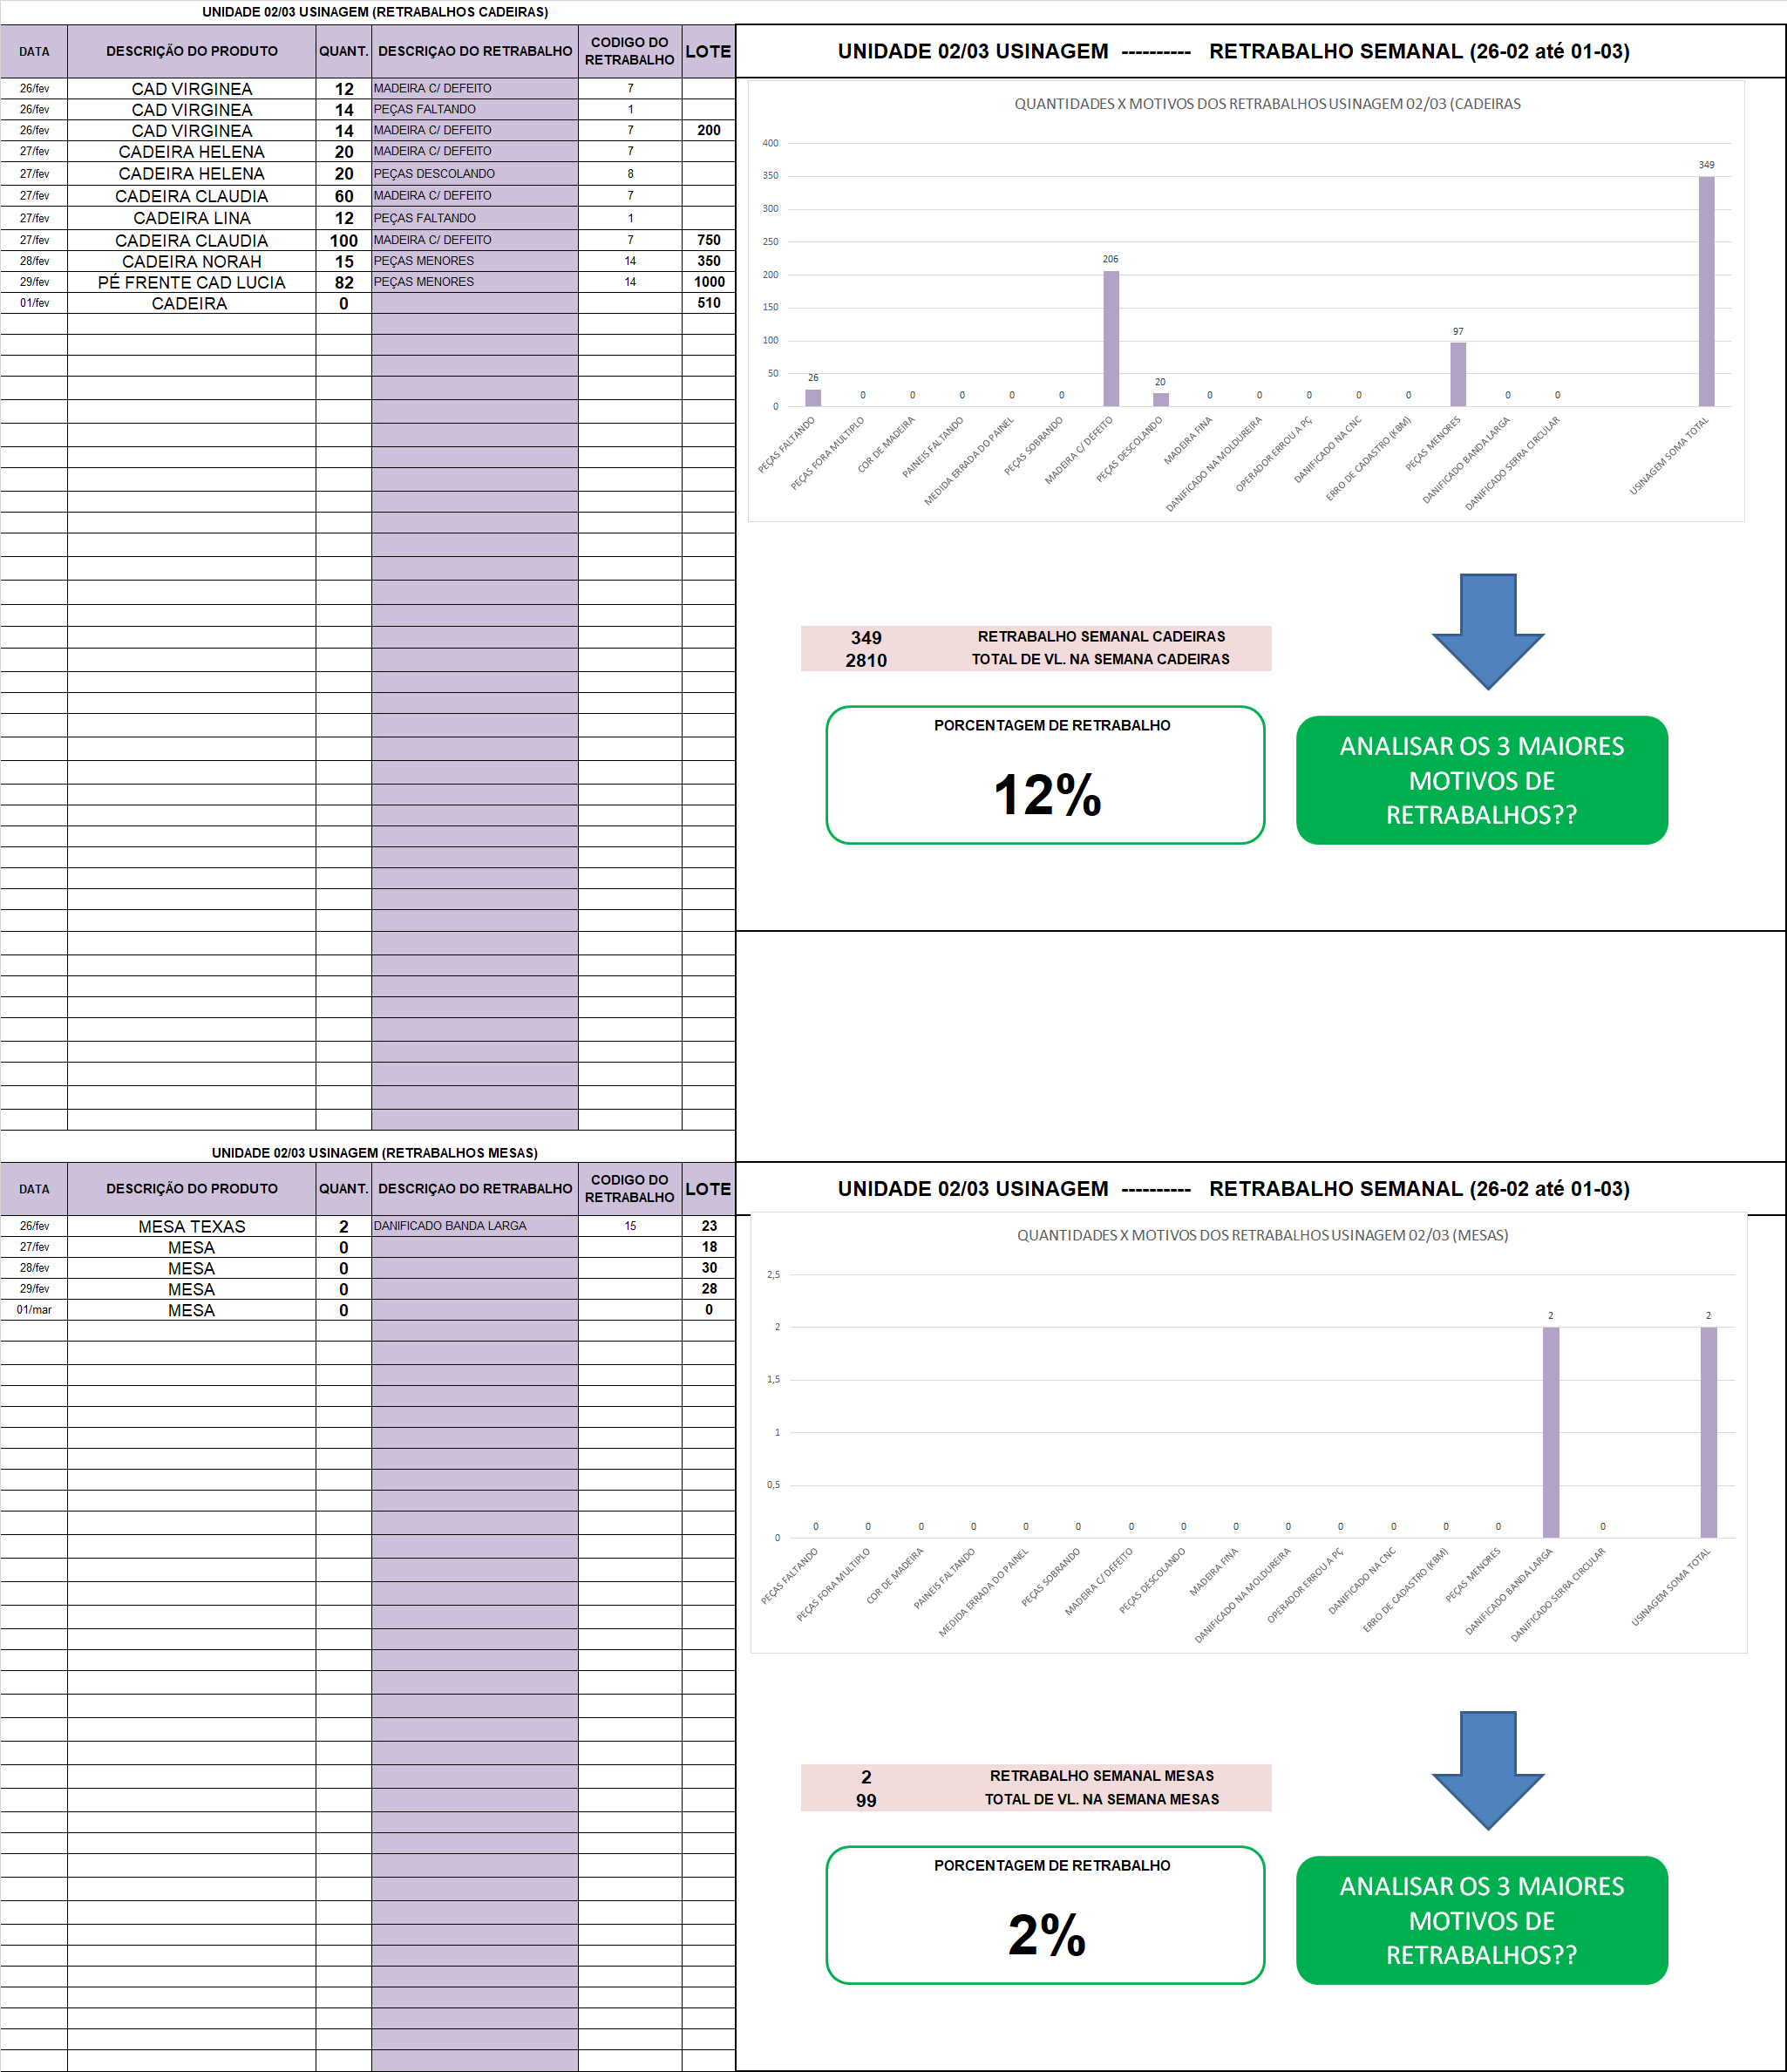 UNIDADE 02/03 USINAGEM (RETRABALHOS CADEIRAS)
DATA DESCRIÇÃO DO PRODUTO QUANT. DESCRIÇAO DO RETRABALHO CODIGO DO RETRABALHO LOTE
26/fev CAD VIRGINEA 12 MADEIRA C/ DEFEITO 7
26/fev CAD VIRGINEA 14 PEÇAS FALTANDO 1
26/fev CAD VIRGINEA 14 MADEIRA C/ DEFEITO 7 200
27/fev CADEIRA HELENA 20 MADEIRA C/ DEFEITO 7
27/fev CADEIRA HELENA 20 PEÇAS DESCOLANDO 8
27/fev CADEIRA CLAUDIA 60 MADEIRA C/ DEFEITO 7
27/fev CADEIRA LINA 12 PEÇAS FALTANDO 1
27/fev CADEIRA CLAUDIA 100 MADEIRA C/ DEFEITO 7 750
28/fev CADEIRA NORAH 15 PEÇAS MENORES 14 350
29/fev PÉ FRENTE CAD LUCIA 82 PEÇAS MENORES 14 1000
01/fev CADEIRA 0 510
UNIDADE 02/03 USINAGEM ---------- RETRABALHO SEMANAL (26-02 até 01-03)
QUANTIDADES X MOTIVOS DOS RETRABALHOS USINAGEM 02/03 (CADEIRAS
400
350
300
250
200
150
100
50
0
26 0 0 0 0 0 206 20 0 0 0 0 0 97 0 0 349
PEÇAS FALTANDO
PEÇAS FORA MULTIPLO
COR DE MADEIRA
PAINEIS FALTANDO
MEDIDA ERRADA DO PAINEL
PEÇAS SOBRANDO
MADEIRA C/ DEFEITO
PEÇAS DESCOLANDO
MADEIRA FINA
DANIFICADO NA MOLDUREIRA
OPERADOR ERROU A PÇ
DANIFICADO NA CNC
ERRO DE CADASTRO (KBM)
PEÇAS MENORES
DANIFICADO BANDA LARGA
DANIFICADO SERRA CIRCULAR
USINAGEM SOMA TOTAL
349 RETRABALHO SEMANAL CADEIRAS
2810 TOTAL DE VL. NA SEMANA CADEIRAS
PORCENTAGEM DE RETRABALHO
12%
ANALISAR OS 3 MAIORES
MOTIVOS DE
RETRABALHOS??
UNIDADE 02/03 USINAGEM (RETRABALHOS MESAS)
DATA DESCRIÇÃO DO PRODUTO QUANT. DESCRIÇAO DO RETRABALHO CODIGO DO RETRABALHO LOTE
26/fev MESA TEXAS 2 DANIFICADO BANDA LARGA 15 23
27/fev MESA 0 18
28/fev MESA 0 30
29/fev MESA 0 28
01/mar MESA 0 0
UNIDADE 02/03 USINAGEM ---------- RETRABALHO SEMANAL (26-02 até 01-03)
QUANTIDADES X MOTIVOS DOS RETRABALHOS USINAGEM 02/03 (MESAS)
2,5
2
1,5
1
0,5
0
0 0 0 0 0 0 0 0 0 0 0 0 0 0 2 0 2
PEÇAS FALTANDO
PEÇAS FORA MULTIPLO
COR DE MADEIRA
PAINEIS FALTANDO
MEDIDA ERRADA DO PAINEL
PEÇAS SOBRANDO
MADEIRA C/ DEFEITO
PEÇAS DESCOLANDO
MADEIRA FINA
DANIFICADO NA MOLDUREIRA
OPERADOR ERROU A PÇ
DANIFICADO NA CNC
ERRO DE CADASTRO (KBM)
PEÇAS MENORES
DANIFICADO BANDA LARGA
DANIFICADO SERRA CIRCULAR
USINAGEM SOMA TOTAL
2 RETRABALHO SEMANAL MESAS
99 TOTAL DE VL. NA SEMANA MESAS
PORCENTAGEM DE RETRABALHO
2%
ANALISAR OS 3 MAIORES
MOTIVOS DE
RETRABALHOS??